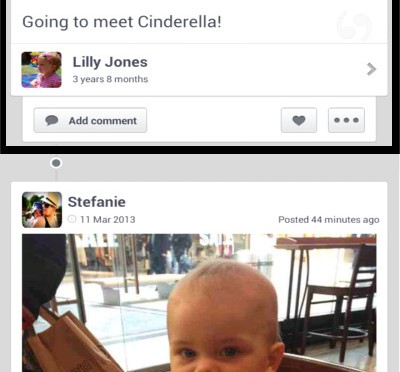 Going to meet Cinderella!
Lilly Jones
3 years 8 months
Add comment
Stefanie
11 Mar 2013
Posted 44 minutes ago